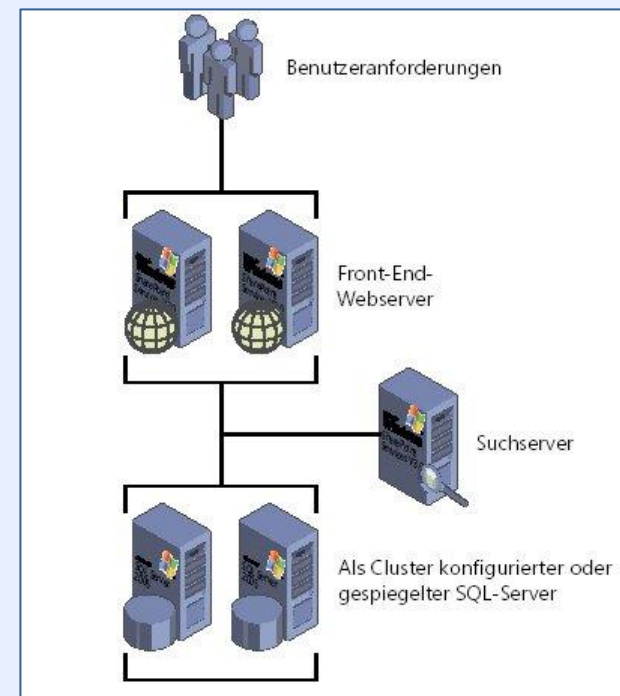 Benutzeranforderungen
Front-End-
Webserver
Suchserver
Als Cluster konfigurierter oder
gespiegelter SQL-Server